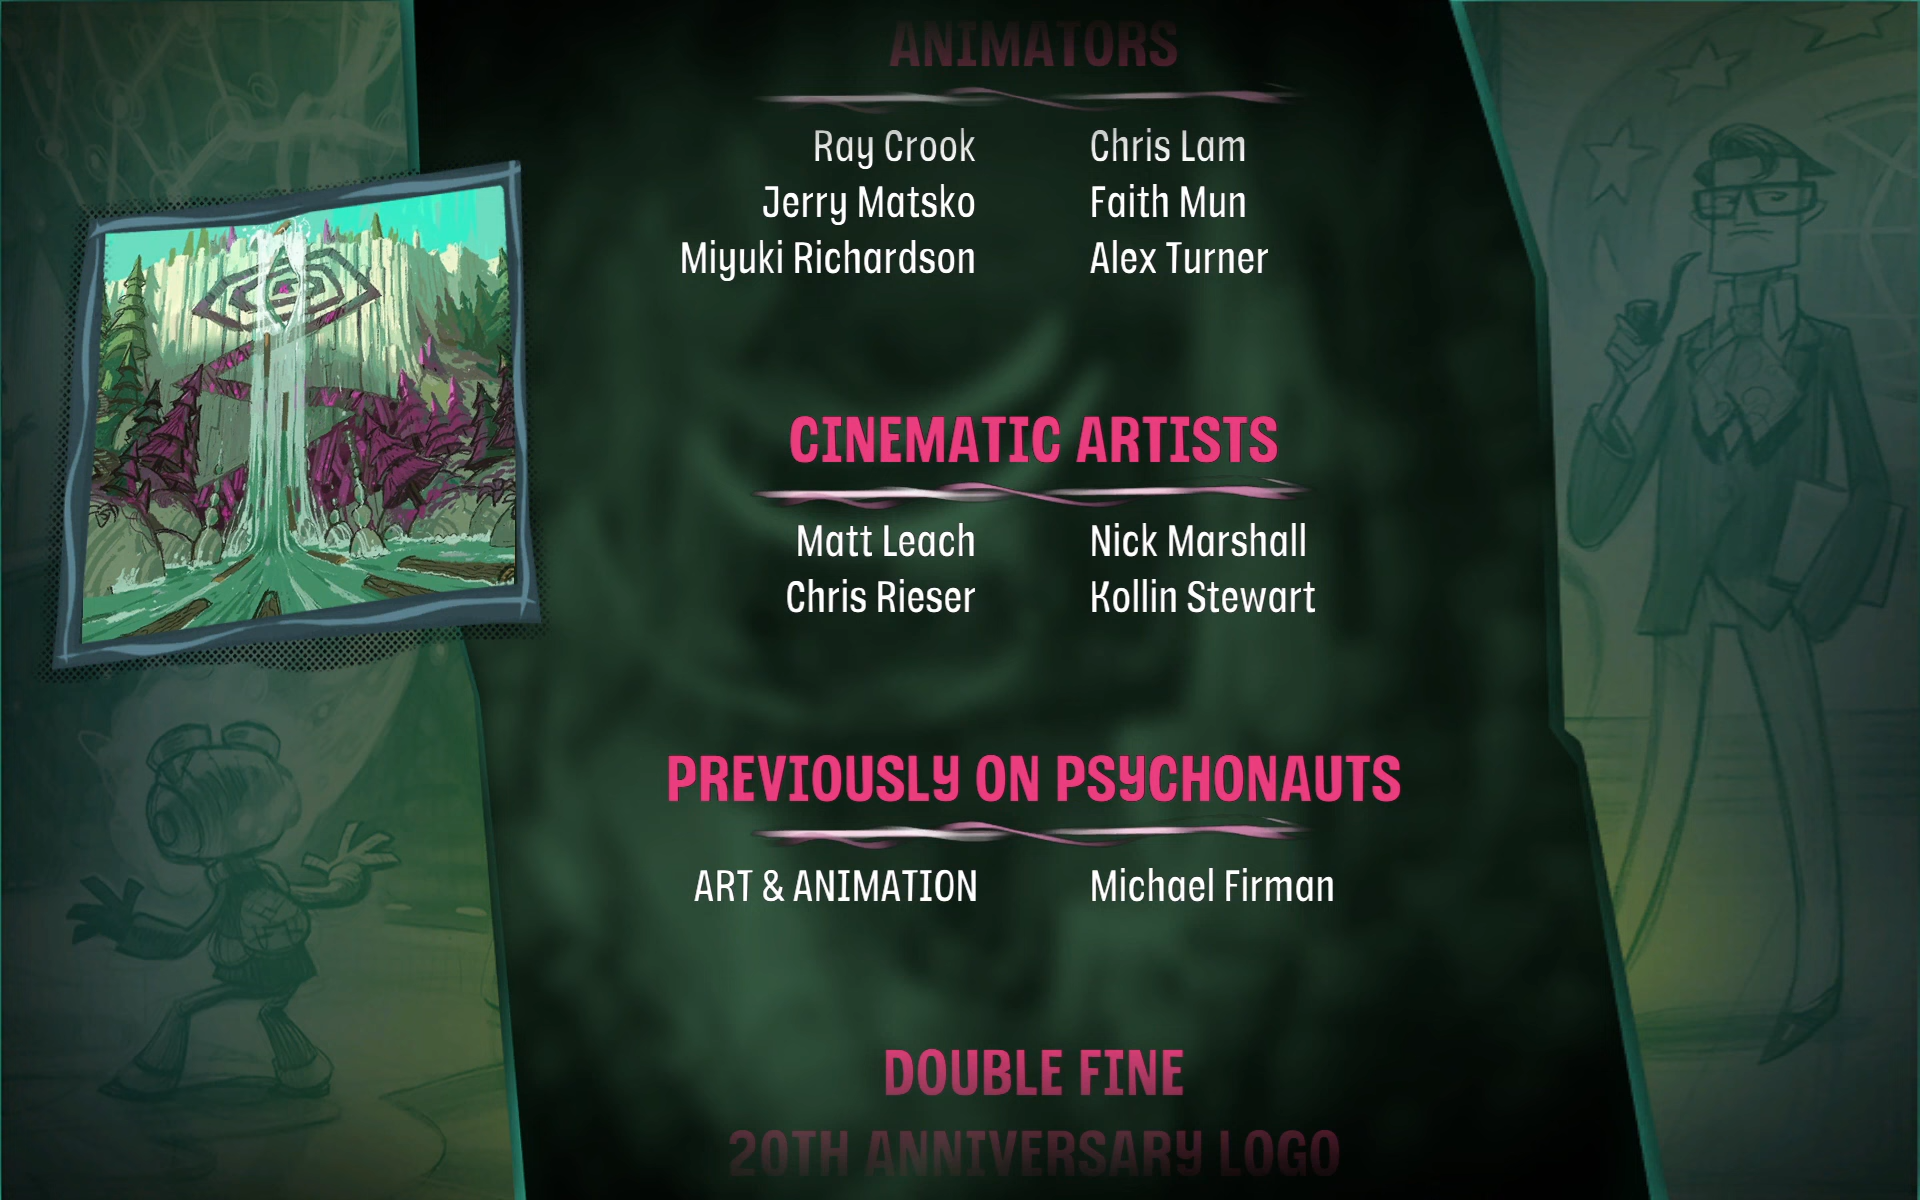 ANIMATORS
Ray Crook Chris Lam
Jerry Matsko Faith Mun
Miyuki Richardson Alex Turner
CINEMATIC ARTISTS
Matt Leach Nick Marshall
Chris Rieser Kollin Stewart
PREVIOUSLY ON PSYCHONAUTS
ART & ANIMATION Michael Firman
DOUBLE FINE
20TH ANNIVERSARY LOGO